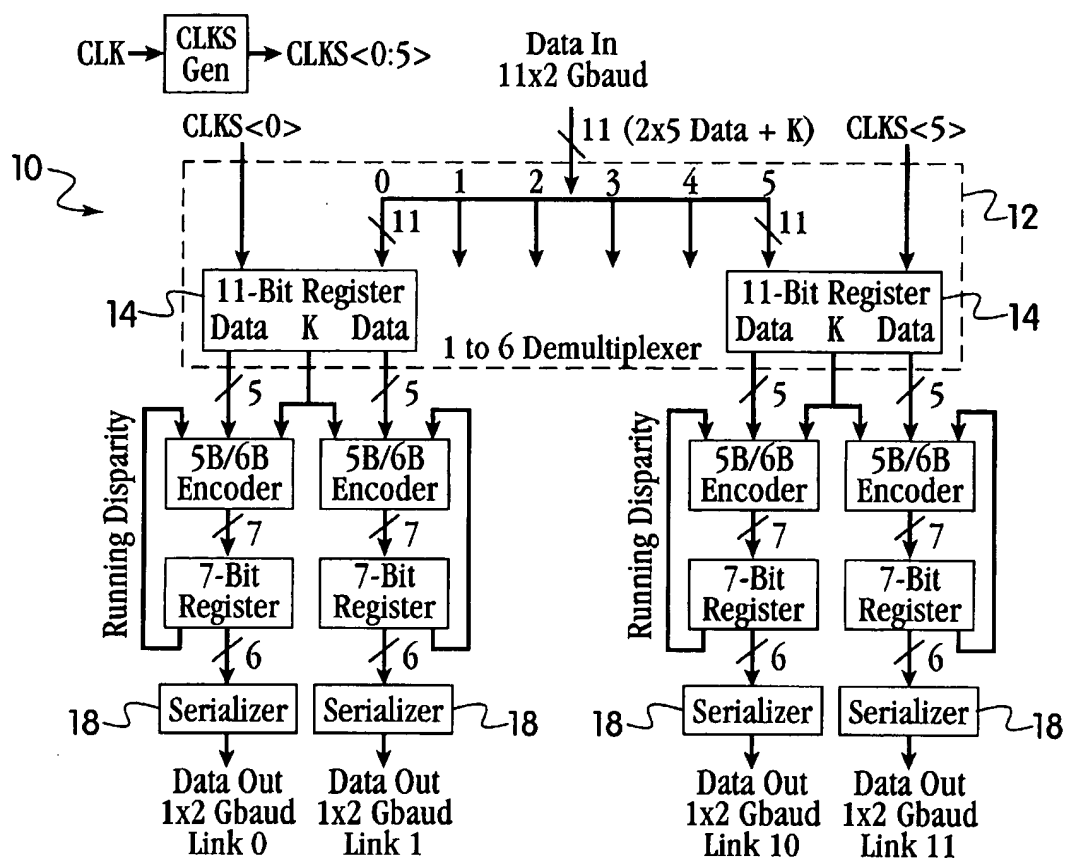 CLK
CLKS
Gen
CLKS<0:5>
Data In
11x2 Gbaud
CLKS<0>
11 (2x5 Data + K)
CLKS<5>
10
0 1 2 3 4 5
11
11
12
14
11-Bit Register
Data K Data
11-Bit Register
Data K Data
14
1 to 6 Demultiplexer
5
5
5
5
Running Disparity
5B/6B
Encoder
5B/6B
Encoder
Running Disparity
5B/6B
Encoder
5B/6B
Encoder
7
7
7
7
7-Bit
Register
7-Bit
Register
7-Bit
Register
7-Bit
Register
6
6
6
6
18
Serializer
Serializer
18
18
Serializer
Serializer
18
Data Out
1x2 Gbaud
Link 0
Data Out
1x2 Gbaud
Link 1
Data Out
1x2 Gbaud
Link 10
Data Out
1x2 Gbaud
Link 11